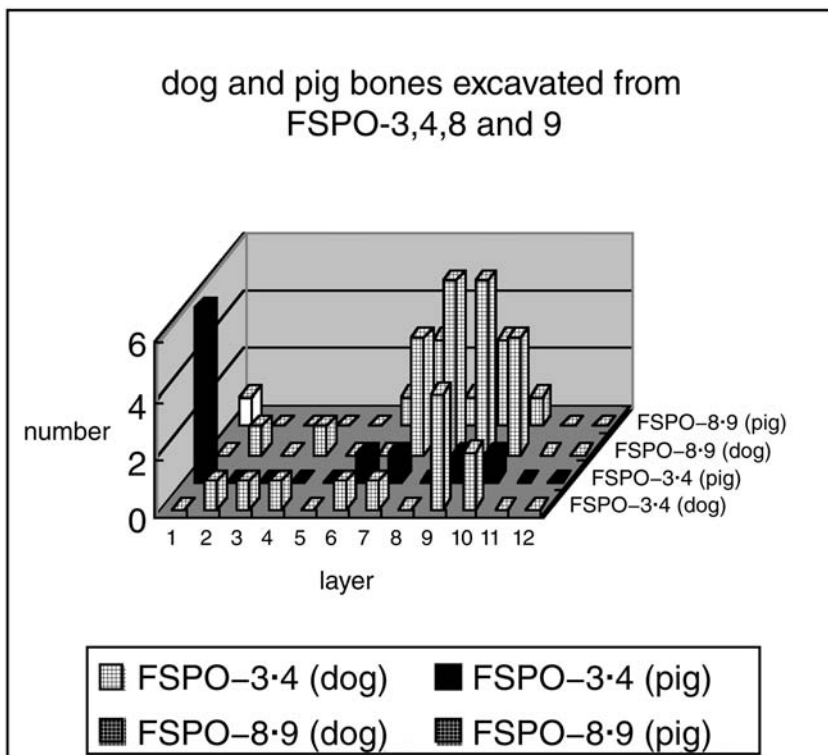 dog and pig bones excavated from
FSPO-3,4,8 and 9
6
4
2
0
number
1 2 3 4 5 6 7 8 9 10 11 12
layer
FSPO–8·9 (pig)
FSPO–8·9 (dog)
FSPO–3·4 (pig)
FSPO–3·4 (dog)
FSPO–3·4 (dog) FSPO–3·4 (pig)
FSPO–8·9 (dog) FSPO–8·9 (pig)